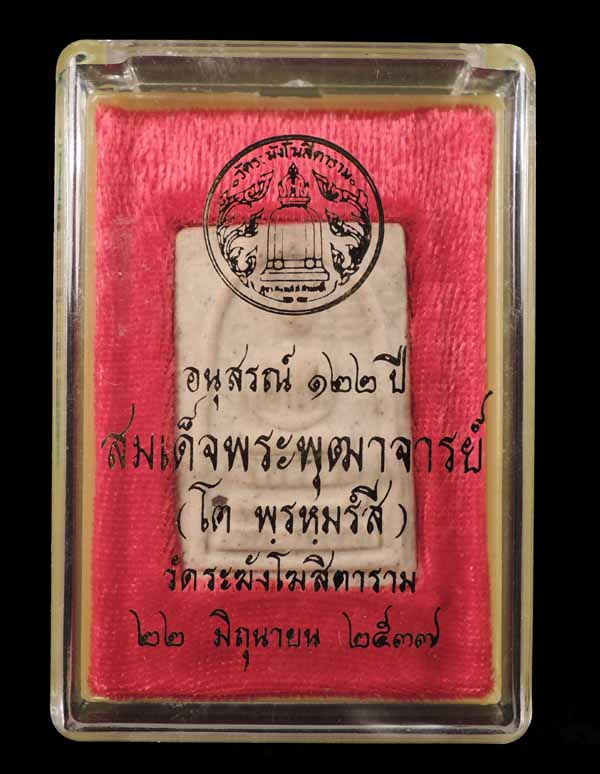 วัดระฆังโฆสิตาราม
อนุสรณ์ ๑๒๒ ปี
สมเด็จพระพุฒาจารย์
(โต พฺรหฺมรํสี)
วัดระฆังโฆสิตาราม
๒๒ มิถุนายน ๒๕๓๗